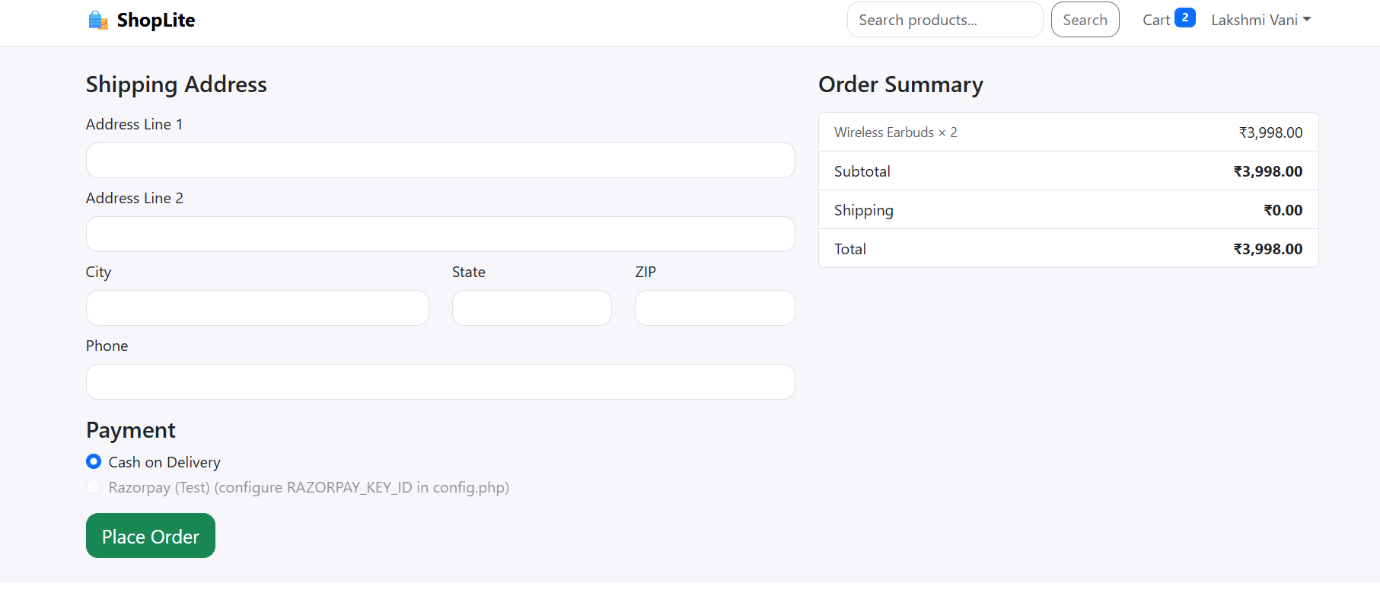 ShopLite
Search products...
Search
Cart 2
Lakshmi Vani
Shipping Address
Address Line 1
Address Line 2
City State ZIP
Phone
Payment
Cash on Delivery
Razorpay (Test) (configure RAZORPAY_KEY_ID in config.php)
Place Order
Order Summary
Wireless Earbuds × 2 ₹3,998.00
Subtotal ₹3,998.00
Shipping ₹0.00
Total ₹3,998.00